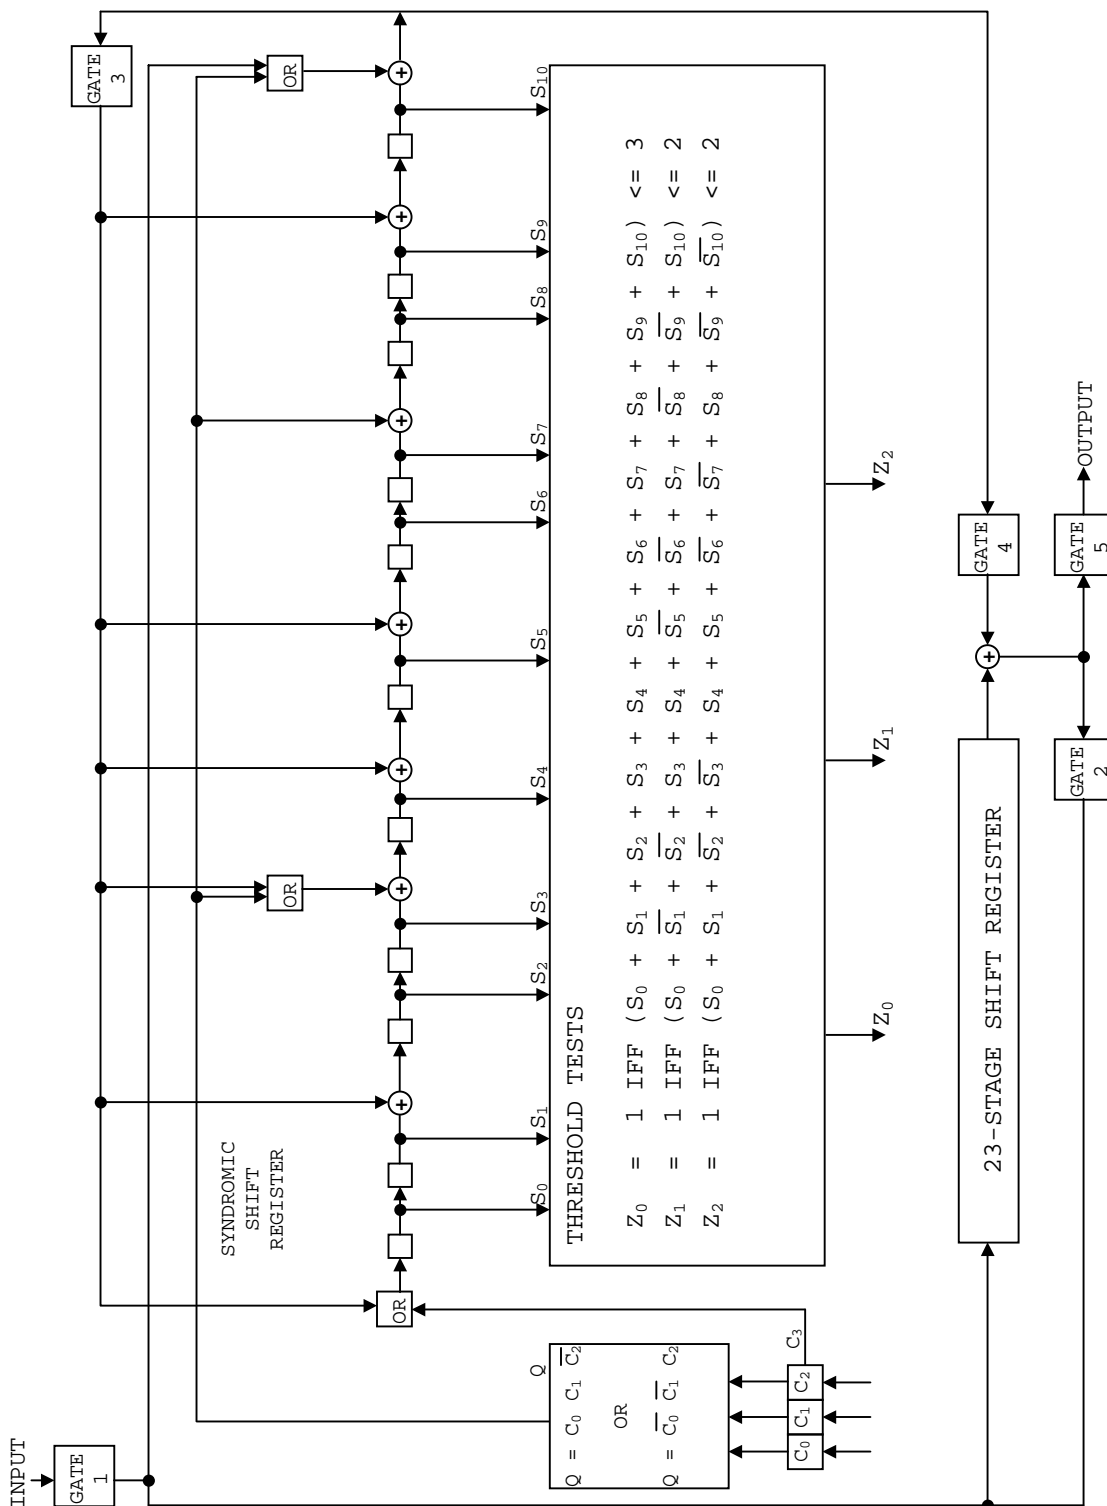 INPUT
GATE
1
GATE
3
SYNDROMIC
SHIFT
REGISTER
OR
OR
OR
S₀ S₁ S₂ S₃ S₄ S₅ S₆ S₇ S₈ S₉ S₁₀
Q
Q = C₀ C₁ C̅₂
OR
Q = C̅₀ C̅₁ C₂
THRESHOLD TESTS
Z₀ = 1 IFF (S₀ + S₁ + S₂ + S₃ + S₄ + S₅ + S₆ + S₇ + S₈ + S₉ + S₁₀) <= 3
Z₁ = 1 IFF (S₀ + S̅₁ + S̅₂ + S₃ + S₄ + S̅₅ + S̅₆ + S₇ + S̅₈ + S̅₉ + S₁₀) <= 2
Z₂ = 1 IFF (S₀ + S₁ + S̅₂ + S̅₃ + S₄ + S₅ + S̅₆ + S̅₇ + S₈ + S̅₉ + S̅₁₀) <= 2
C₃
C₀ C₁ C₂
Z₀ Z₁ Z₂
23-STAGE SHIFT REGISTER
GATE
4
GATE
2
GATE
5
OUTPUT